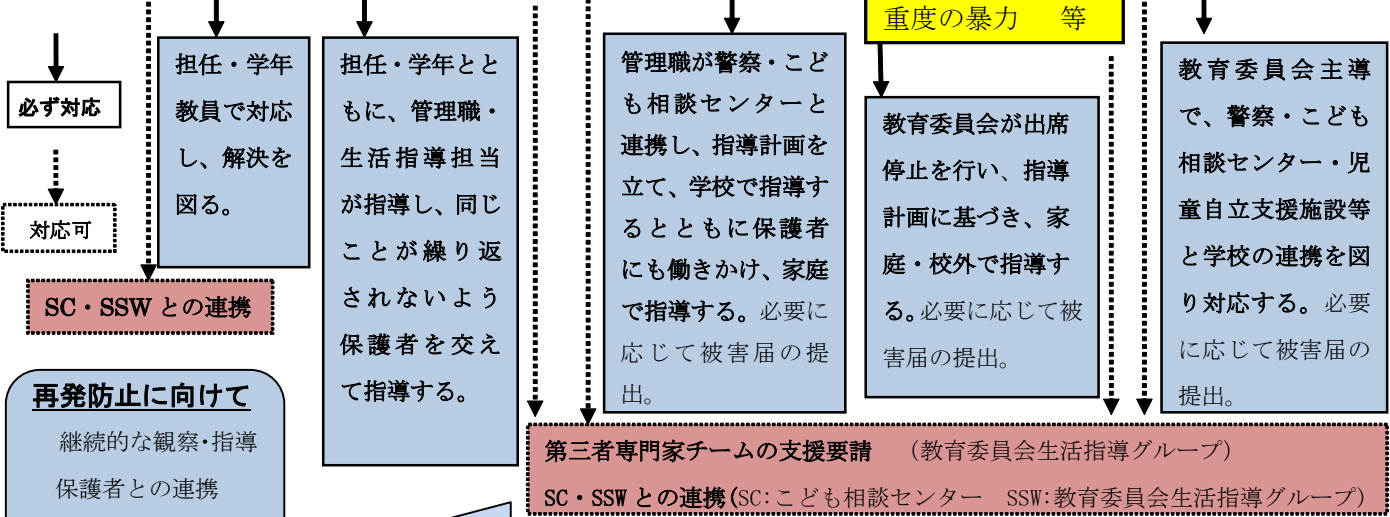 重度の暴力　等
必ず対応
対応可
担任・学年
教員で対応
し、解決を
図る。
SC・SSW との連携
担任・学年とと
もに、管理職・
生活指導担当
が指導し、同じ
ことが繰り返
されないよう
保護者を交え
て指導する。
管理職が警察・こど
も相談センターと
連携し、指導計画を
立て、学校で指導す
るとともに保護者
にも働きかけ、家庭
で指導する。必要に
応じて被害届の提
出。
教育委員会が出席
停止を行い、指導
計画に基づき、家
庭・校外で指導す
る。必要に応じて被
害届の提出。
教育委員会主導
で、警察・こども
相談センター・児
童自立支援施設等
と学校の連携を図
り対応する。必要
に応じて被害届の
提出。
再発防止に向けて
継続的な観察・指導
保護者との連携
第三者専門家チームの支援要請　（教育委員会生活指導グループ）
SC・SSW との連携(SC:こども相談センター　SSW:教育委員会生活指導グループ)